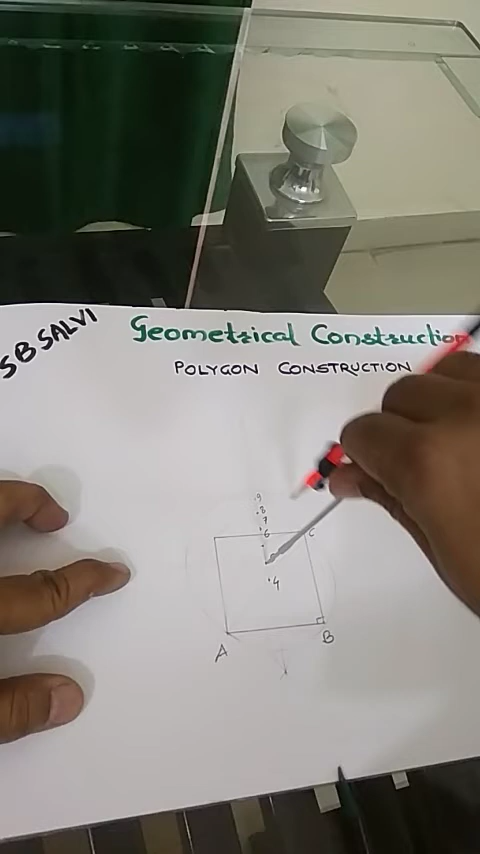 SB SALVI
Geometrical Construction
POLYGON CONSTRUCTION
9
8
7
6
C
4
A
B